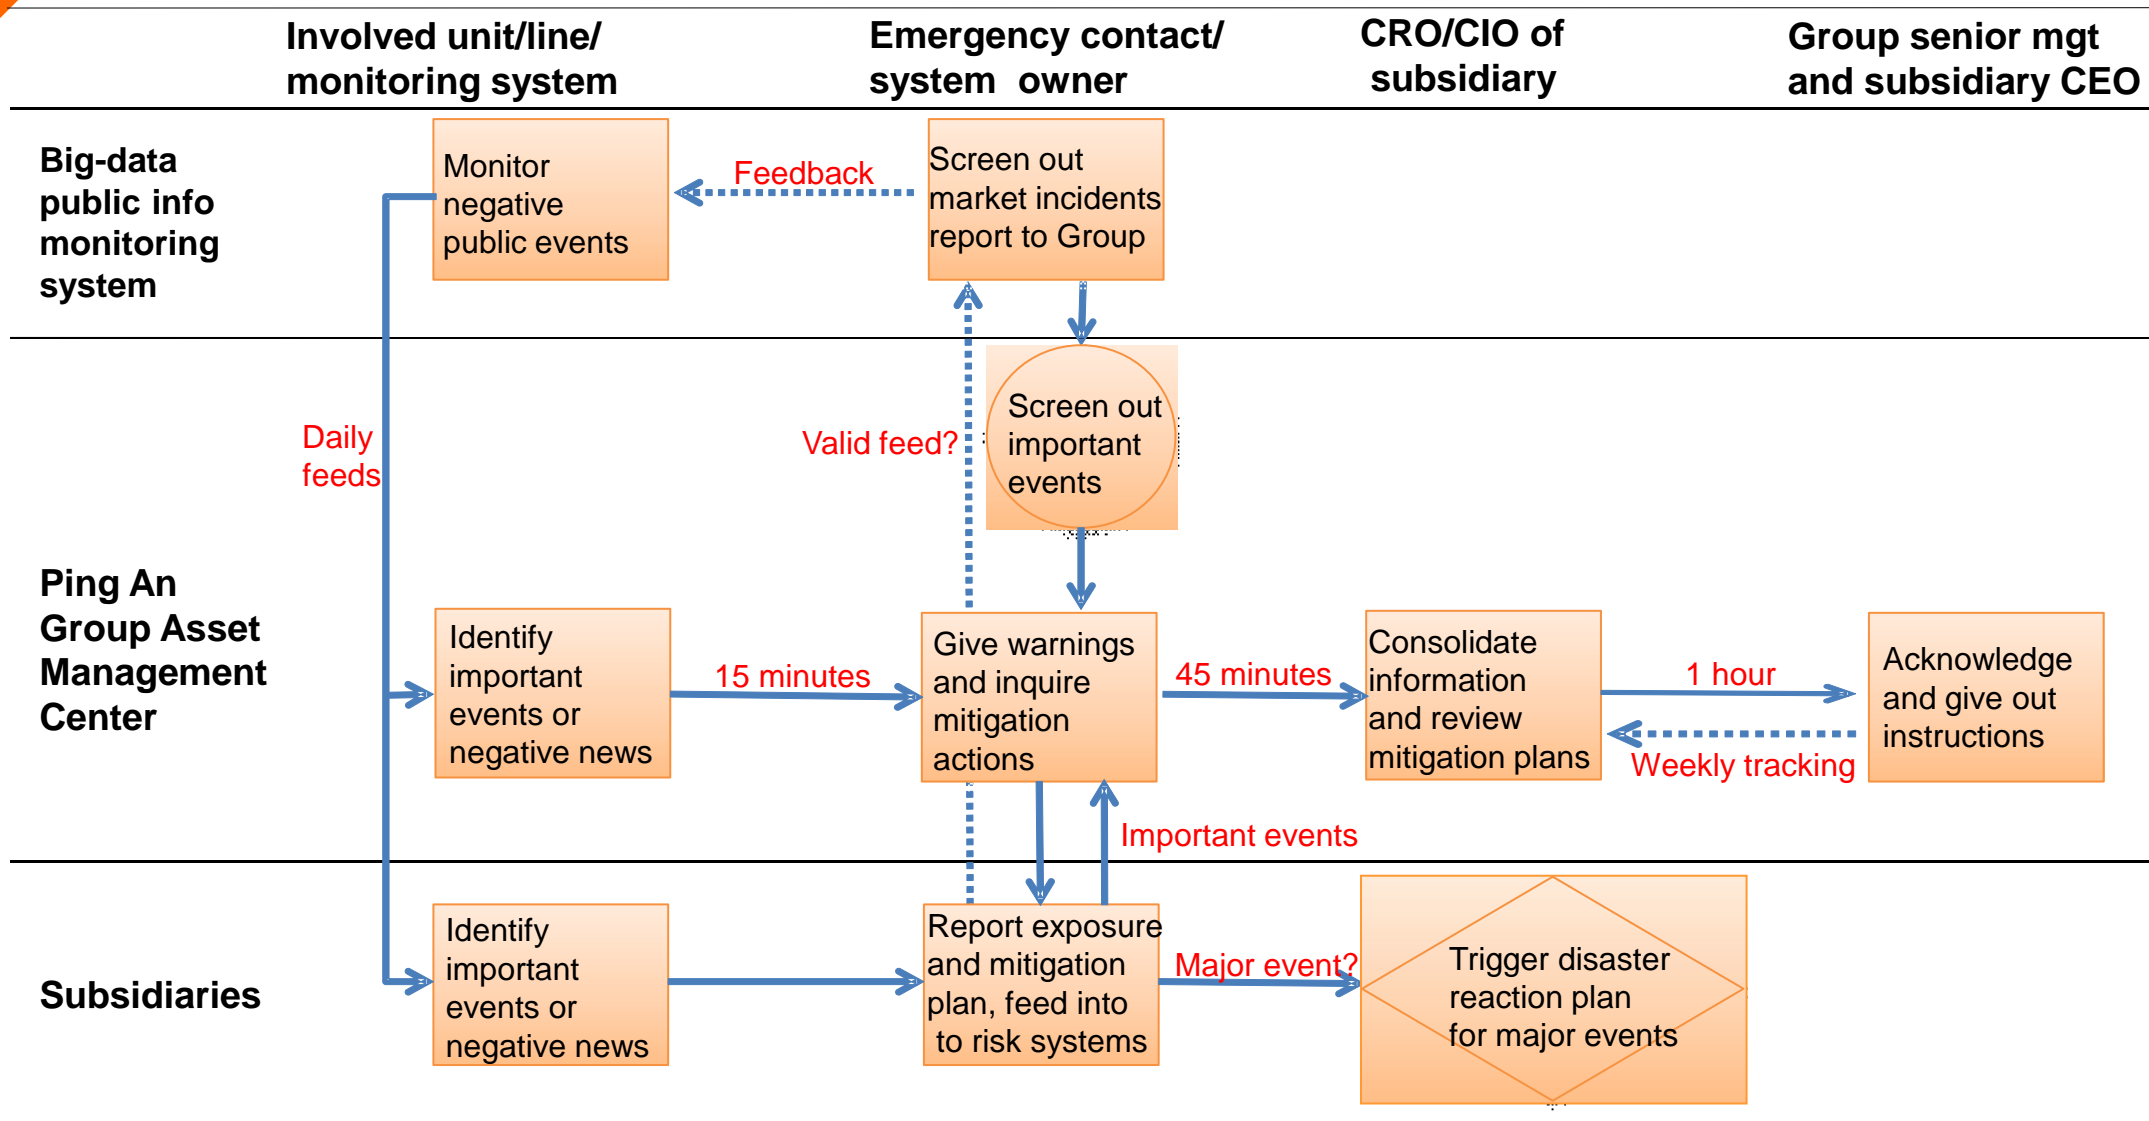 Involved unit/line/
monitoring system
Emergency contact/
system owner
CRO/CIO of
subsidiary
Group senior mgt
and subsidiary CEO
Big-data
public info
monitoring
system
Monitor
negative
public events
Feedback
Screen out
market incidents
report to Group
Daily
feeds
Valid feed?
Screen out
important
events
Ping An
Group Asset
Management
Center
Identify
important
events or
negative news
15 minutes
Give warnings
and inquire
mitigation
actions
45 minutes
Consolidate
information
and review
mitigation plans
1 hour
Weekly tracking
Acknowledge
and give out
instructions
Important events
Subsidiaries
Identify
important
events or
negative news
Report exposure
and mitigation
plan, feed into
to risk systems
Major event?
Trigger disaster
reaction plan
for major events